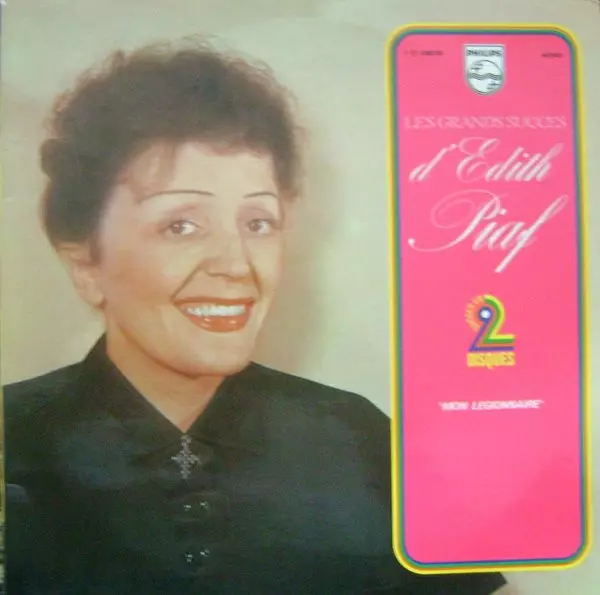 PHILIPS
LES GRANDS SUCCES
d'Edith
Piaf
2
DISQUES
"MON LEGIONNAIRE"